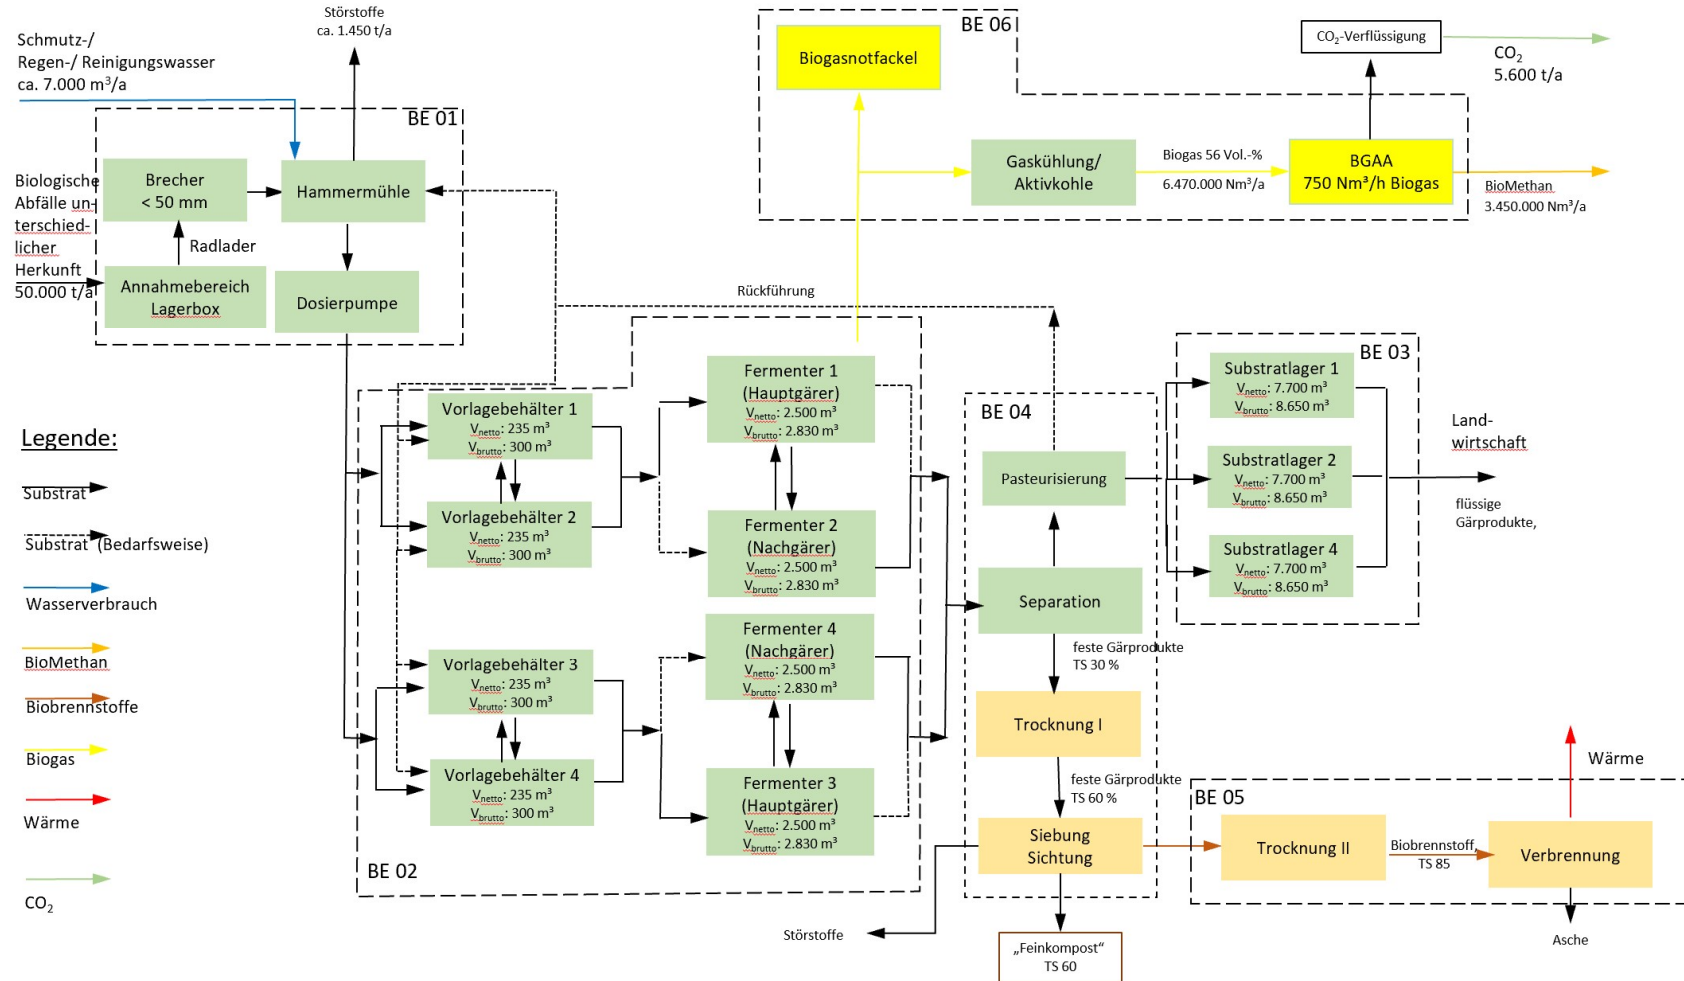 Störstoffe
ca. 1.450 t/a
Schmutz-/
Regen-/ Reinigungswasser
ca. 7.000 m³/a
BE 01
Biologische
Abfälle un-
terschied-
licher
Herkunft
50.000 t/a
Brecher
< 50 mm
Hammermühle
Radlader
Annahmebereich
Lagerbox
Dosierpumpe
BE 06
Biogasnotfackel
Gaskühlung/
Aktivkohle
Biogas 56 Vol.-%
6.470.000 Nm³/a
BGAA
750 Nm³/h Biogas
CO₂-Verflüssigung
CO₂
5.600 t/a
BioMethan
3.450.000 Nm³/a
Rückführung
Legende:
Substrat
Substrat (Bedarfsweise)
Wasserverbrauch
BioMethan
Biobrennstoffe
Biogas
Wärme
CO₂
BE 02
Vorlagebehälter 1
Vnetto: 235 m³
Vbrutto: 300 m³
Vorlagebehälter 2
Vnetto: 235 m³
Vbrutto: 300 m³
Vorlagebehälter 3
Vnetto: 235 m³
Vbrutto: 300 m³
Vorlagebehälter 4
Vnetto: 235 m³
Vbrutto: 300 m³
Fermenter 1
(Hauptgärer)
Vnetto: 2.500 m³
Vbrutto: 2.830 m³
Fermenter 2
(Nachgärer)
Vnetto: 2.500 m³
Vbrutto: 2.830 m³
Fermenter 4
(Nachgärer)
Vnetto: 2.500 m³
Vbrutto: 2.830 m³
Fermenter 3
(Hauptgärer)
Vnetto: 2.500 m³
Vbrutto: 2.830 m³
BE 04
Pasteurisierung
Separation
feste Gärprodukte
TS 30 %
Trocknung I
feste Gärprodukte
TS 60 %
Siebung
Sichtung
Störstoffe
„Feinkompost“
TS 60
BE 03
Substratlager 1
Vnetto: 7.700 m³
Vbrutto: 8.650 m³
Substratlager 2
Vnetto: 7.700 m³
Vbrutto: 8.650 m³
Substratlager 4
Vnetto: 7.700 m³
Vbrutto: 8.650 m³
Land-
wirtschaft
flüssige
Gärprodukte,
BE 05
Trocknung II
Biobrennstoff,
TS 85
Verbrennung
Wärme
Asche